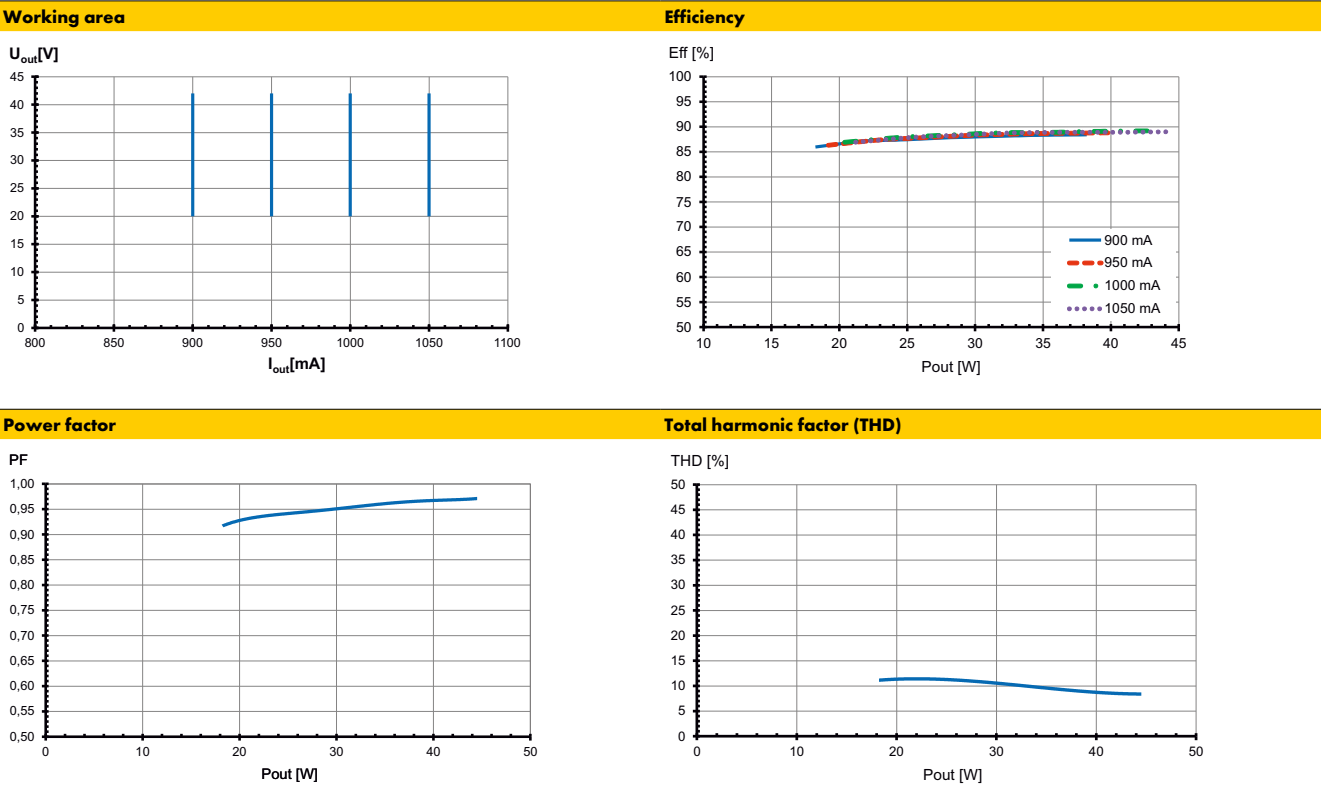 Working area
U_out[V]
45
40
35
30
25
20
15
10
5
0
800 850 900 950 1000 1050 1100
I_out[mA]
Efficiency
Eff [%]
100
95
90
85
80
75
70
65
60
55
50
900 mA
950 mA
1000 mA
1050 mA
10 15 20 25 30 35 40 45
Pout [W]
Power factor
PF
1,00
0,95
0,90
0,85
0,80
0,75
0,70
0,65
0,60
0,55
0,50
0 10 20 30 40 50
Pout [W]
Total harmonic factor (THD)
THD [%]
50
45
40
35
30
25
20
15
10
5
0
0 10 20 30 40 50
Pout [W]